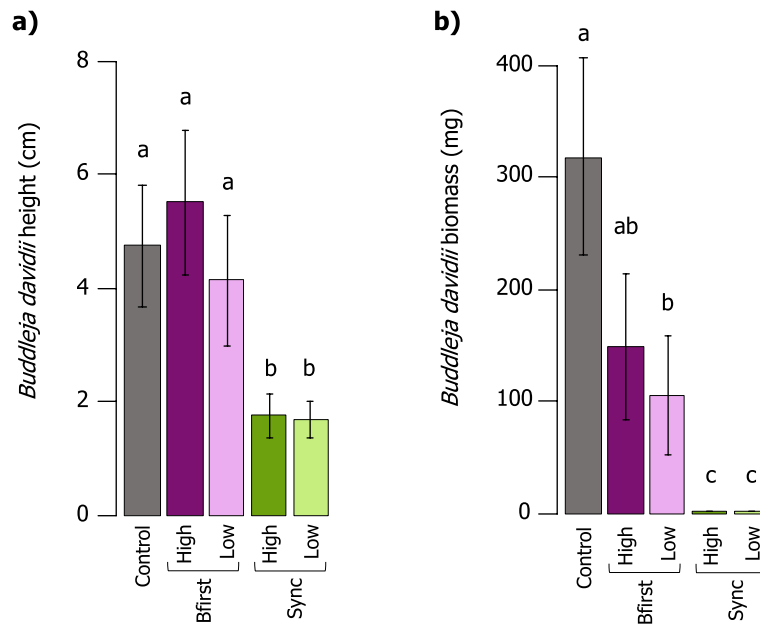 a)
Buddleja davidii height (cm)
8
6
4
2
0
a
a
a
b
b
Control
High
Low
High
Low
Bfirst
Sync
b)
Buddleja davidii biomass (mg)
400
300
200
100
0
a
ab
b
c
c
Control
High
Low
High
Low
Bfirst
Sync